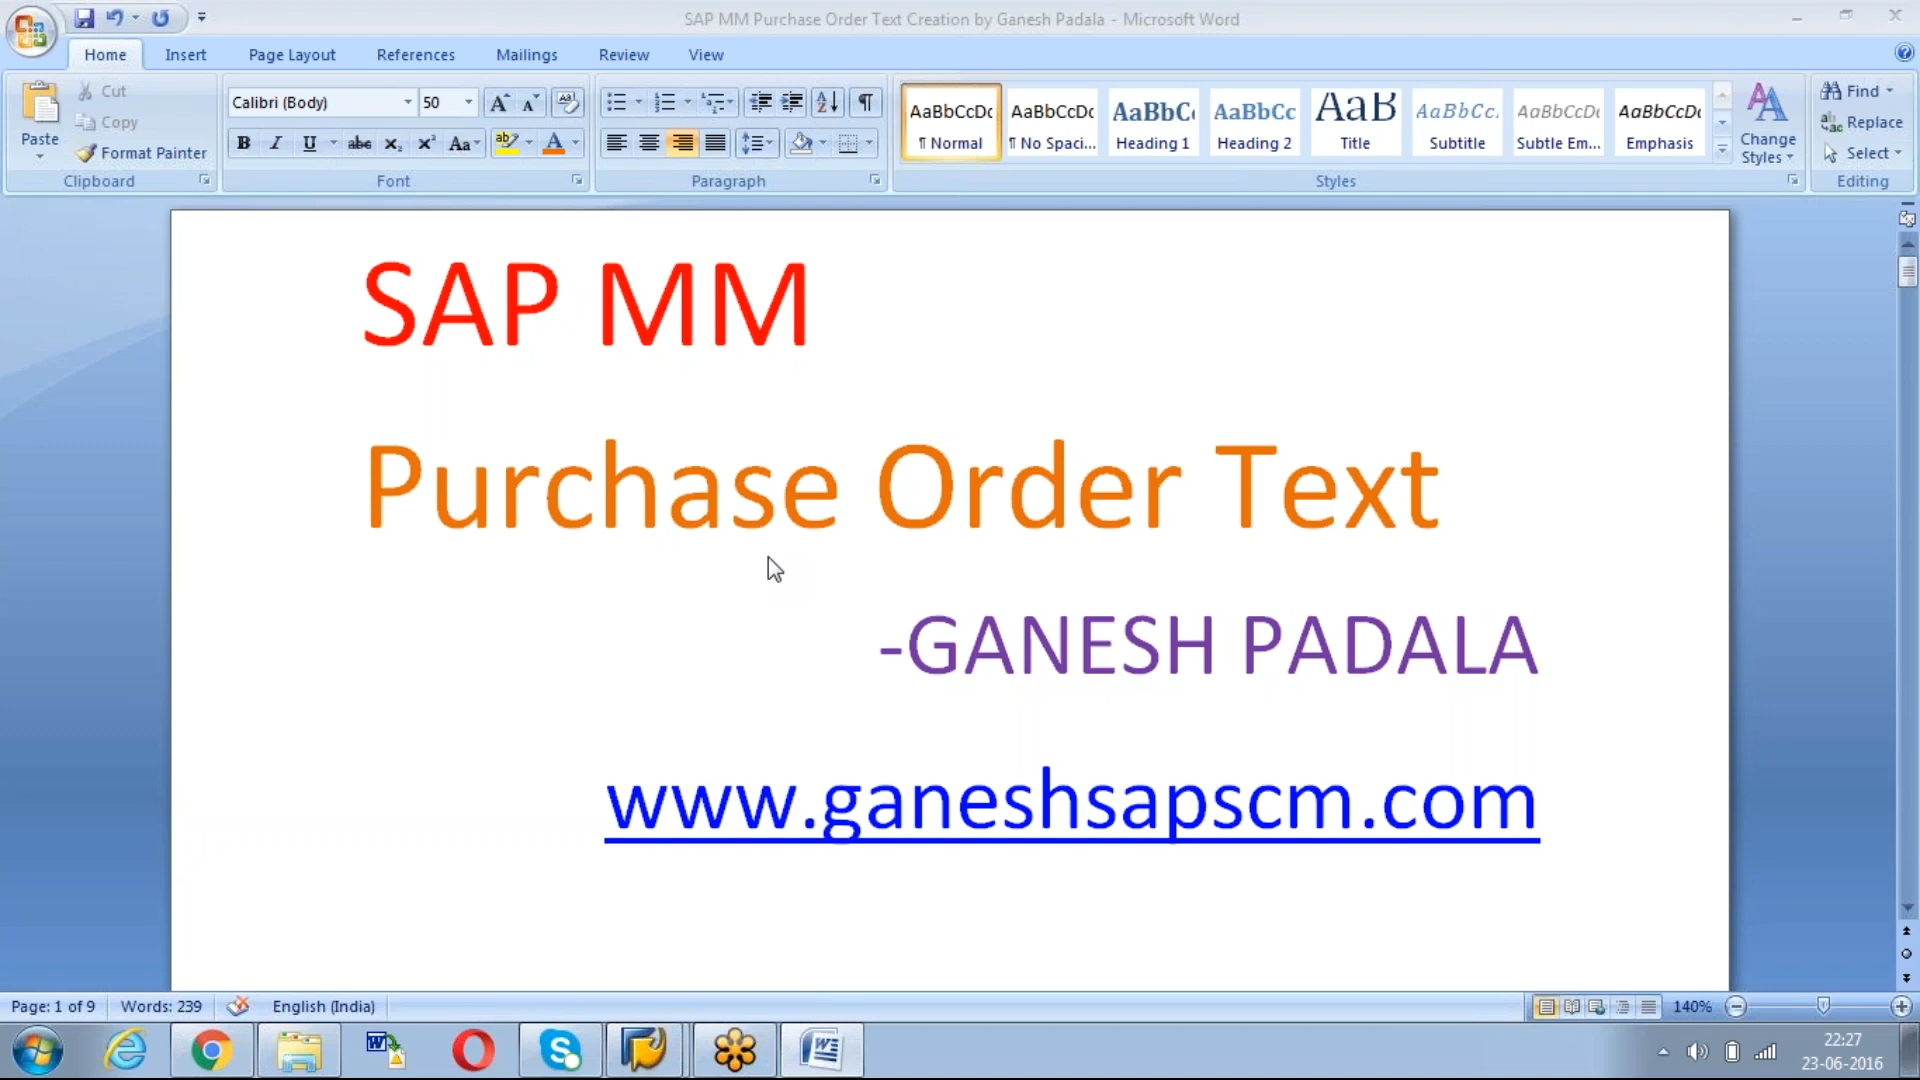 SAP MM Purchase Order Text Creation by Ganesh Padala - Microsoft Word
Home Insert Page Layout References Mailings Review View
Paste
Cut
Copy
Format Painter
Clipboard
Calibri (Body) 50
Font
Paragraph
AaBbCcDc AaBbCcDc AaBbC AaBbCc AaB AaBbCc. AaBbCcDc AaBbCcDc
¶ Normal ¶ No Spaci... Heading 1 Heading 2 Title Subtitle Subtle Em... Emphasis
Styles
Change Styles
Find
Replace
Select
Editing
SAP MM
Purchase Order Text
-GANESH PADALA
www.ganeshsapscm.com
Page: 1 of 9 Words: 239 English (India) 140%
22:27
23-06-2016